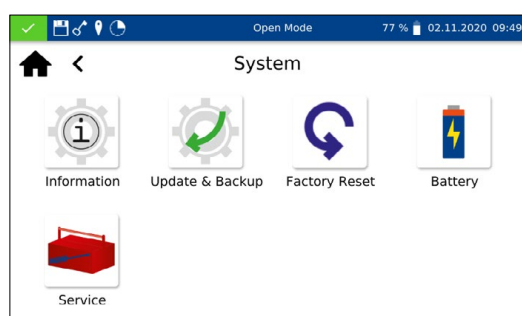 Open Mode 77 % 02.11.2020 09:49
System
Information Update & Backup Factory Reset Battery
Service